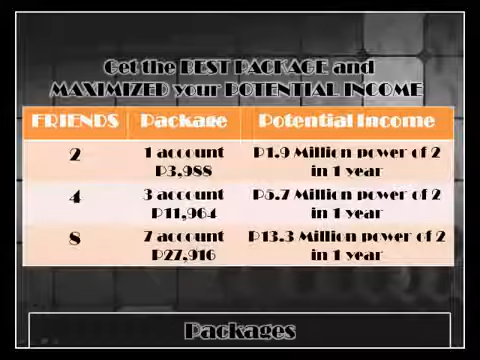 Get the BEST PACKAGE and
MAXIMIZED your POTENTIAL INCOME
FRIENDS Package Potential Income
2 1 account P1.9 Million power of 2
P3,988 in 1 year
4 3 account P5.7 Million power of 2
P11,964 in 1 year
8 7 account P13.3 Million power of 2
P27,916 in 1 year
Packages